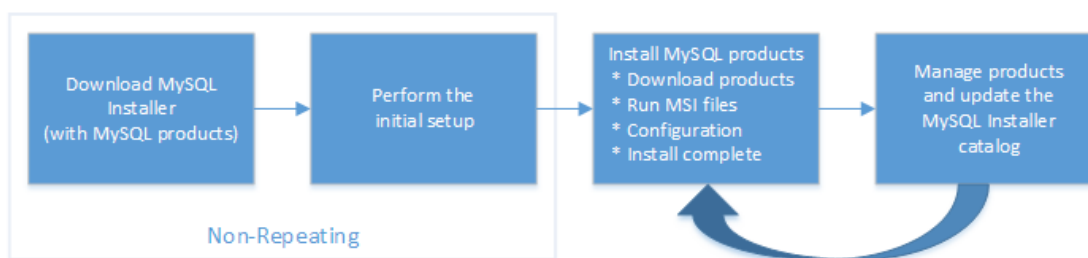 Download MySQL
Installer
(with MySQL products)
Perform the
initial setup
Install MySQL products
* Download products
* Run MSI files
* Configuration
* Install complete
Manage products
and update the
MySQL Installer
catalog
Non-Repeating